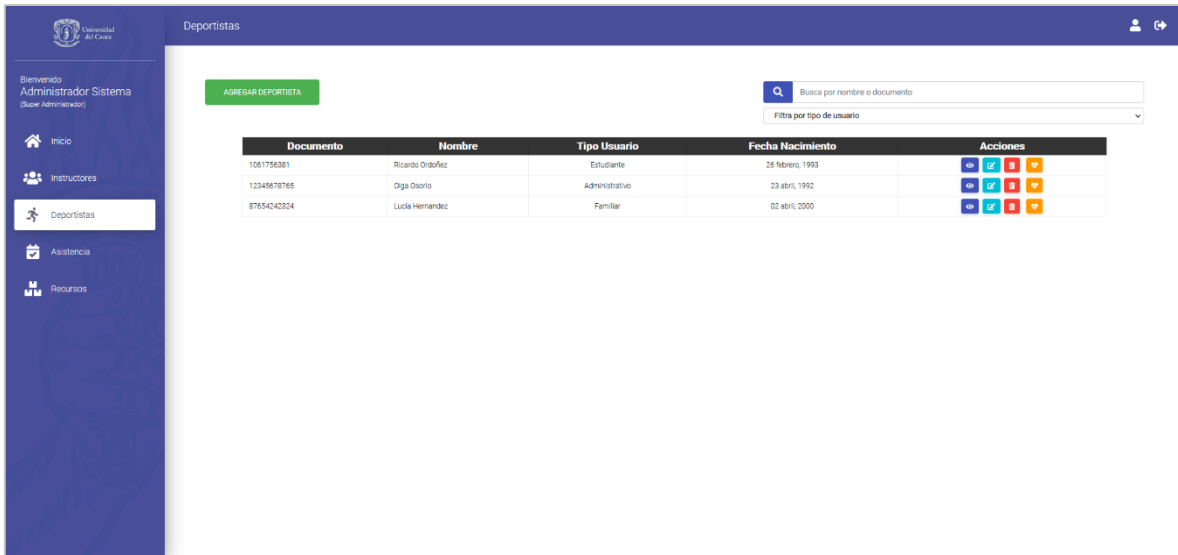 Universidad
del Cauca
Deportistas
Bienvenido
Administrador Sistema
(Super Administrador)
Inicio
Instructores
Deportistas
Asistencia
Recursos
AGREGAR DEPORTISTA
Busca por nombre o documento
Filtra por tipo de usuario
Documento Nombre Tipo Usuario Fecha Nacimiento Acciones
1061756381 Ricardo Ordoñez Estudiante 26 febrero, 1993
12345678765 Olga Osorio Administrativo 23 abril, 1992
87654242324 Lucia Hernandez Familiar 02 abril, 2000